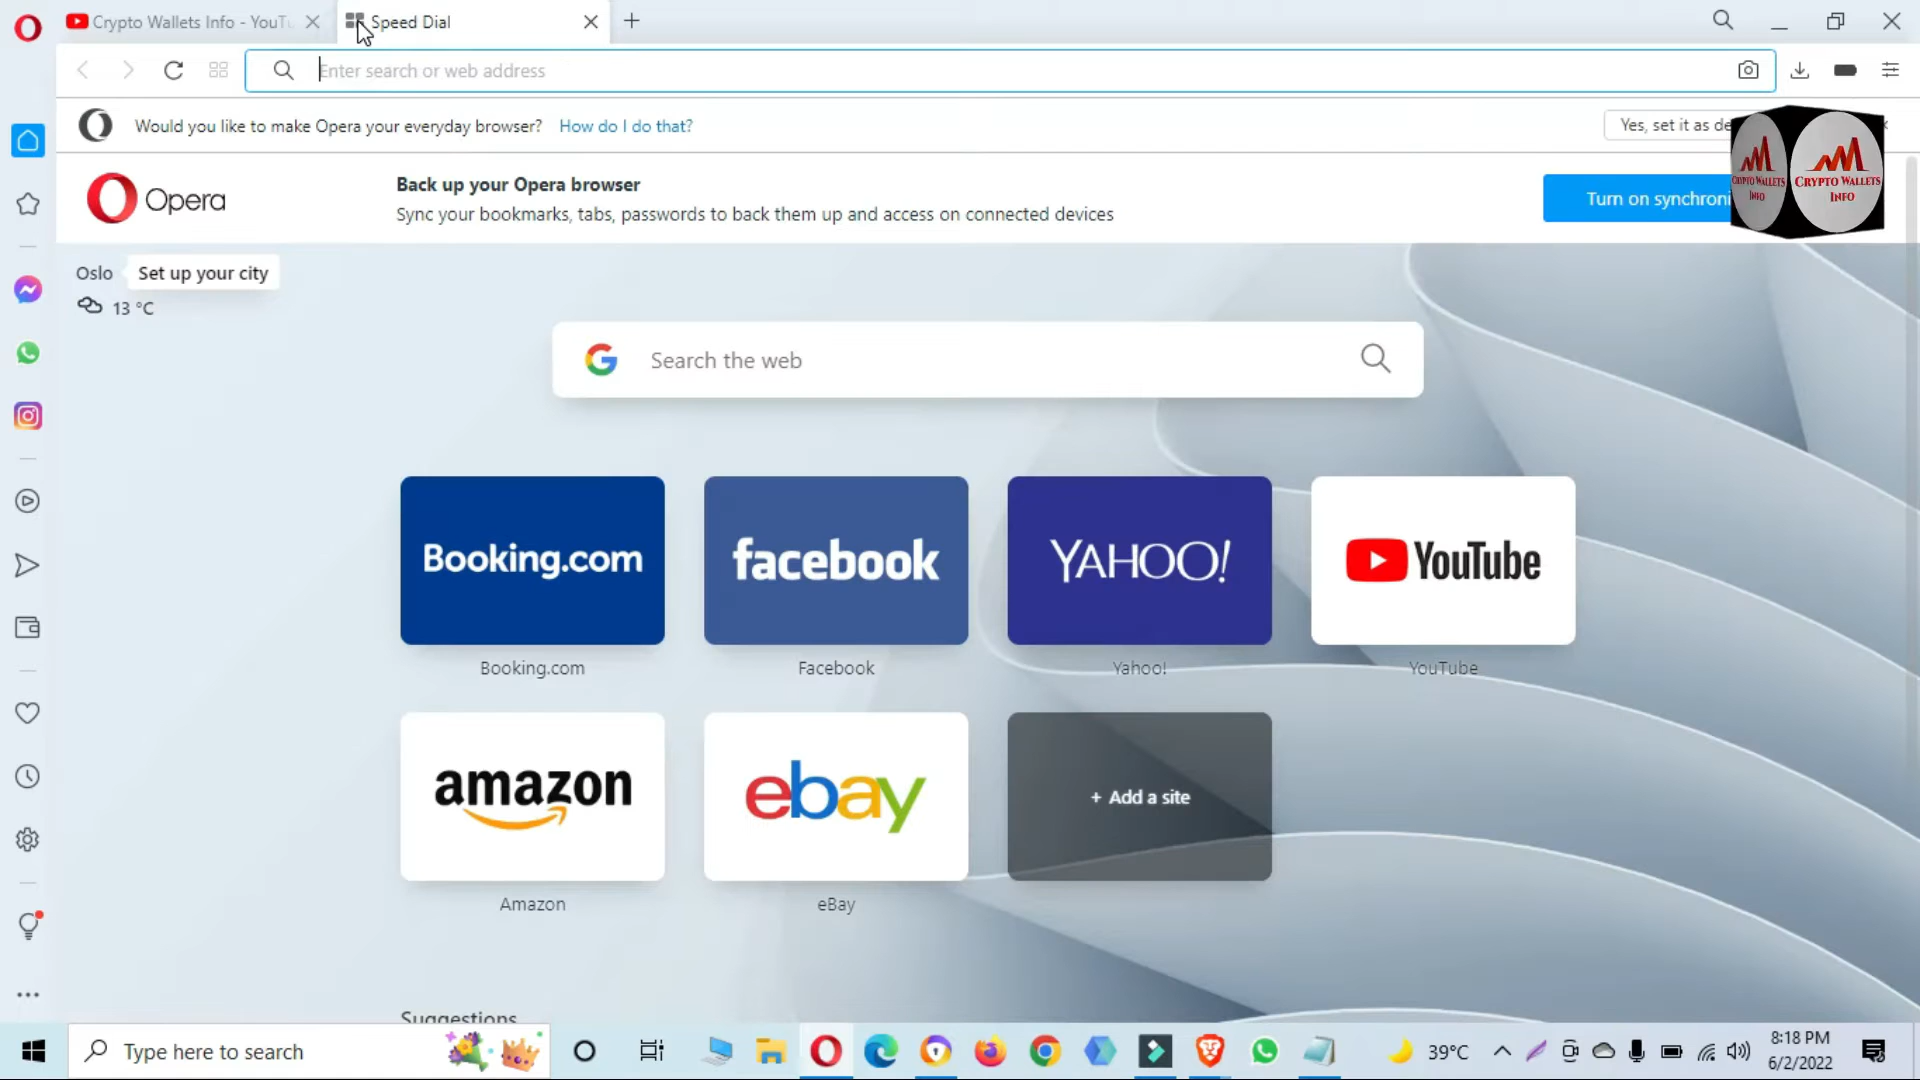 Crypto Wallets Info - YouTu
Speed Dial
Enter search or web address
Would you like to make Opera your everyday browser? How do I do that?
Yes, set it as de
Opera
Back up your Opera browser
Sync your bookmarks, tabs, passwords to back them up and access on connected devices
Turn on synchroni
CRYPTO WALLETS
INFO
CRYPTO WALLETS
INFO
Oslo
Set up your city
13 °C
Search the web
Booking.com
facebook
YAHOO!
YouTube
Booking.com
Facebook
Yahoo!
YouTube
amazon
ebay
+ Add a site
Amazon
eBay
Suggestions
Type here to search
39°C
8:18 PM
6/2/2022